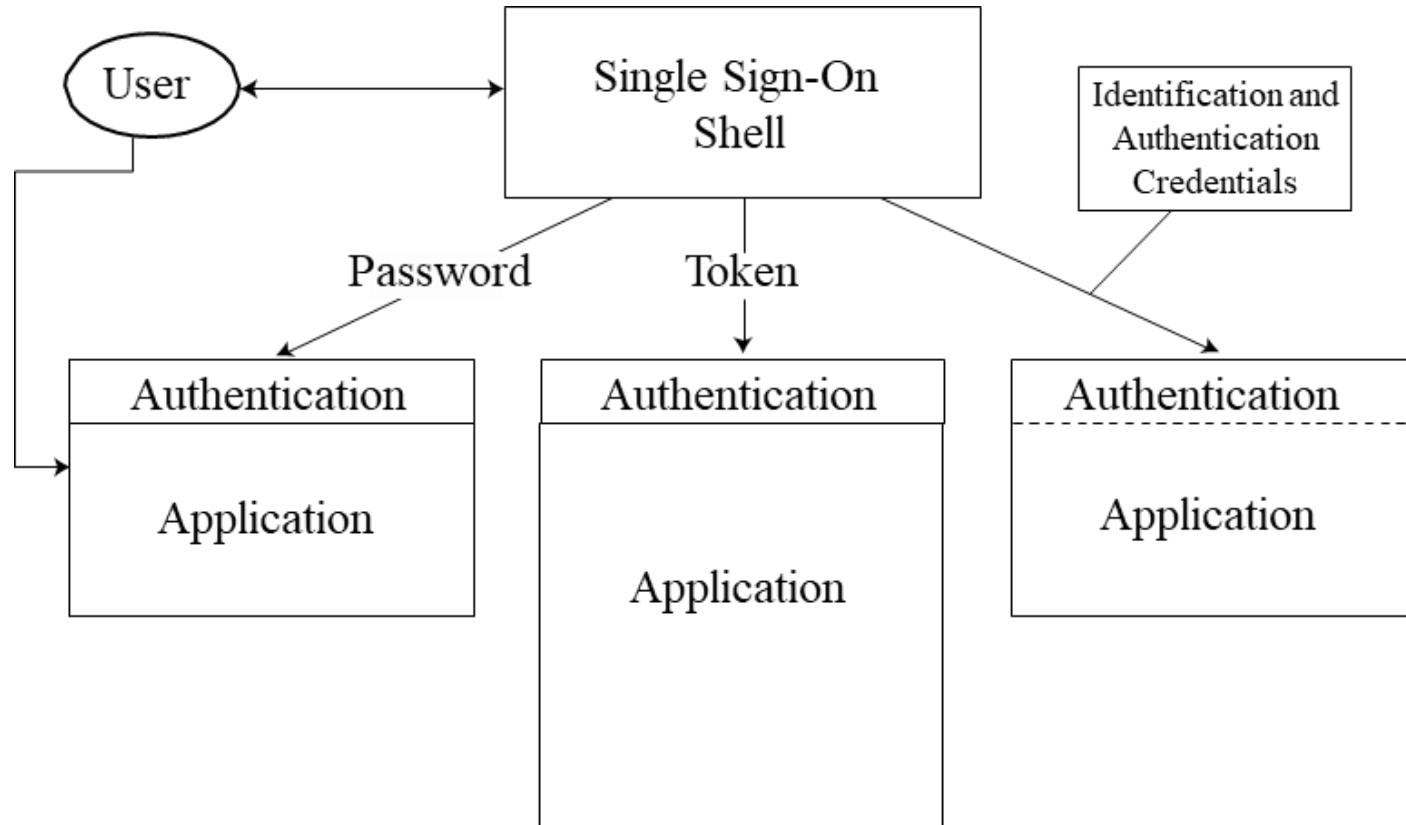 User
Single Sign-On
Shell
Identification and
Authentication
Credentials
Password
Token
Authentication
Authentication
Authentication
Application
Application
Application